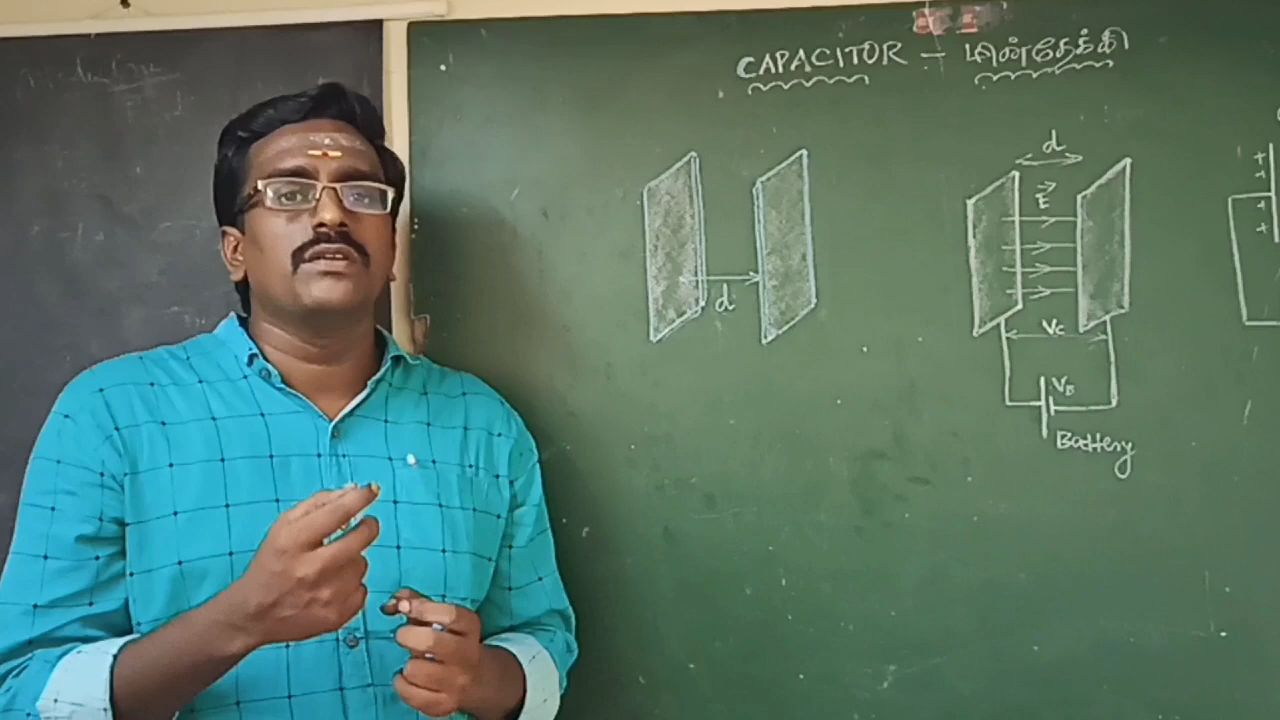 CAPACITOR – மின்தேக்கி
d
d
E
Vc
VB
Battery
+
+
+
+